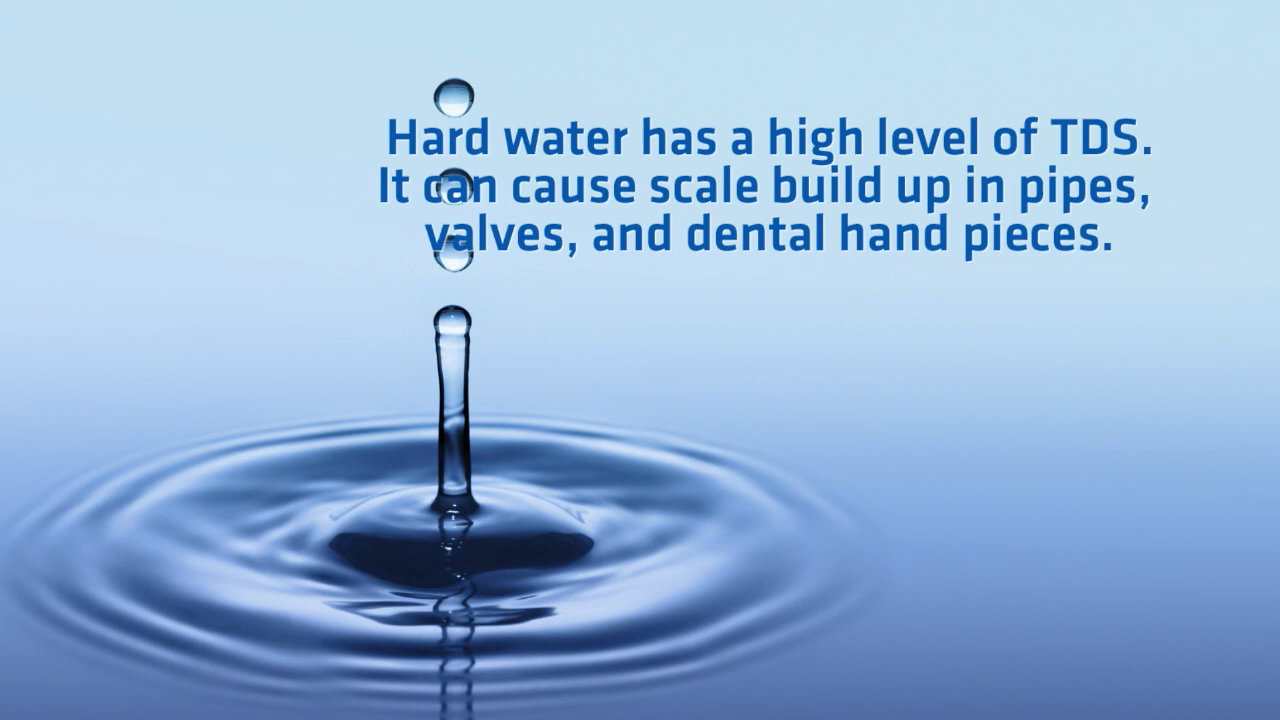 Hard water has a high level of TDS.
It can cause scale build up in pipes,
valves, and dental hand pieces.